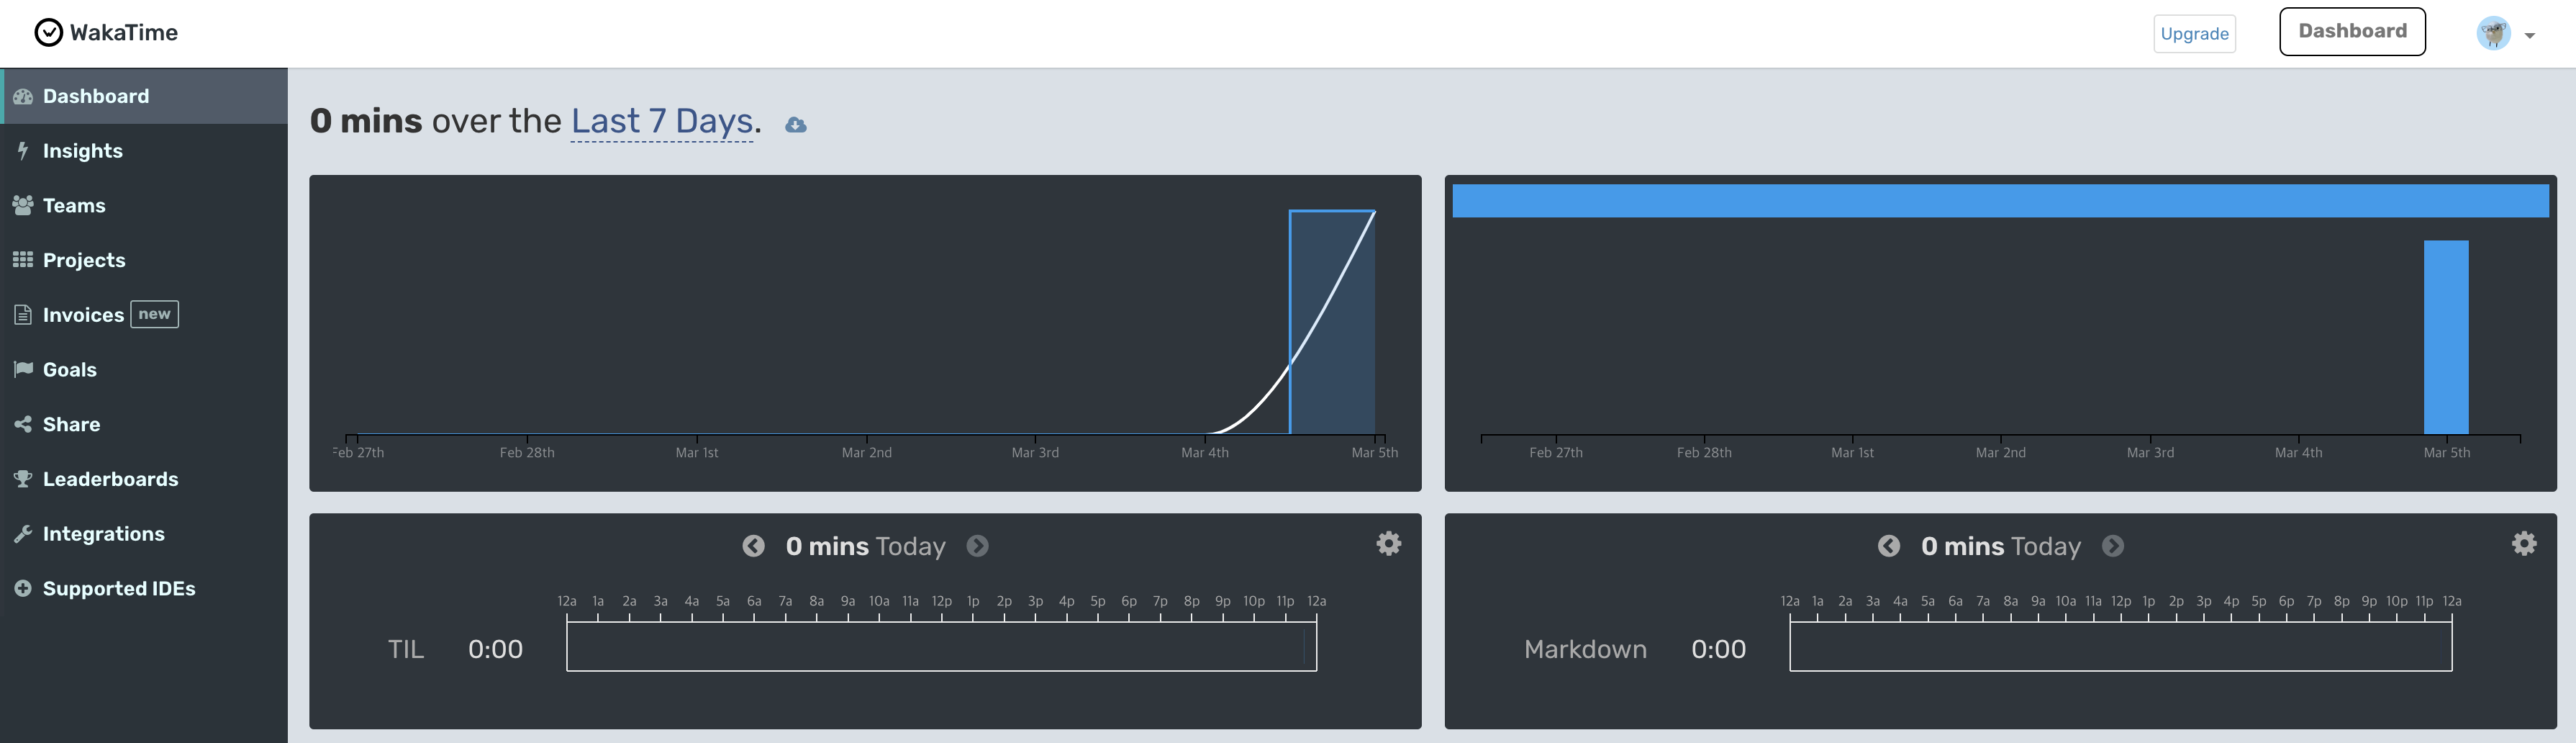 WakaTime
Upgrade
Dashboard
Dashboard
Insights
Teams
Projects
Invoices new
Goals
Share
Leaderboards
Integrations
Supported IDEs
0 mins over the Last 7 Days.
Feb 27th Feb 28th Mar 1st Mar 2nd Mar 3rd Mar 4th Mar 5th
Feb 27th Feb 28th Mar 1st Mar 2nd Mar 3rd Mar 4th Mar 5th
0 mins Today
12a 1a 2a 3a 4a 5a 6a 7a 8a 9a 10a 11a 12p 1p 2p 3p 4p 5p 6p 7p 8p 9p 10p 11p 12a
TIL 0:00
0 mins Today
12a 1a 2a 3a 4a 5a 6a 7a 8a 9a 10a 11a 12p 1p 2p 3p 4p 5p 6p 7p 8p 9p 10p 11p 12a
Markdown 0:00